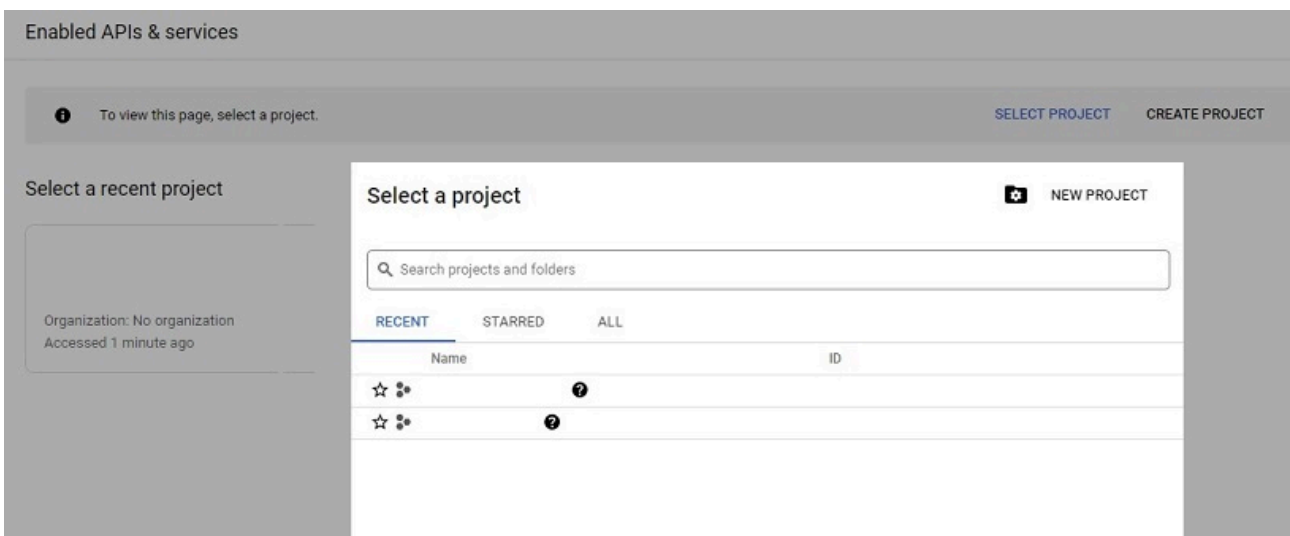 Enabled APIs & services
To view this page, select a project.
SELECT PROJECT
CREATE PROJECT
Select a recent project
Organization: No organization
Accessed 1 minute ago
Select a project
NEW PROJECT
Search projects and folders
RECENT STARRED ALL
Name ID